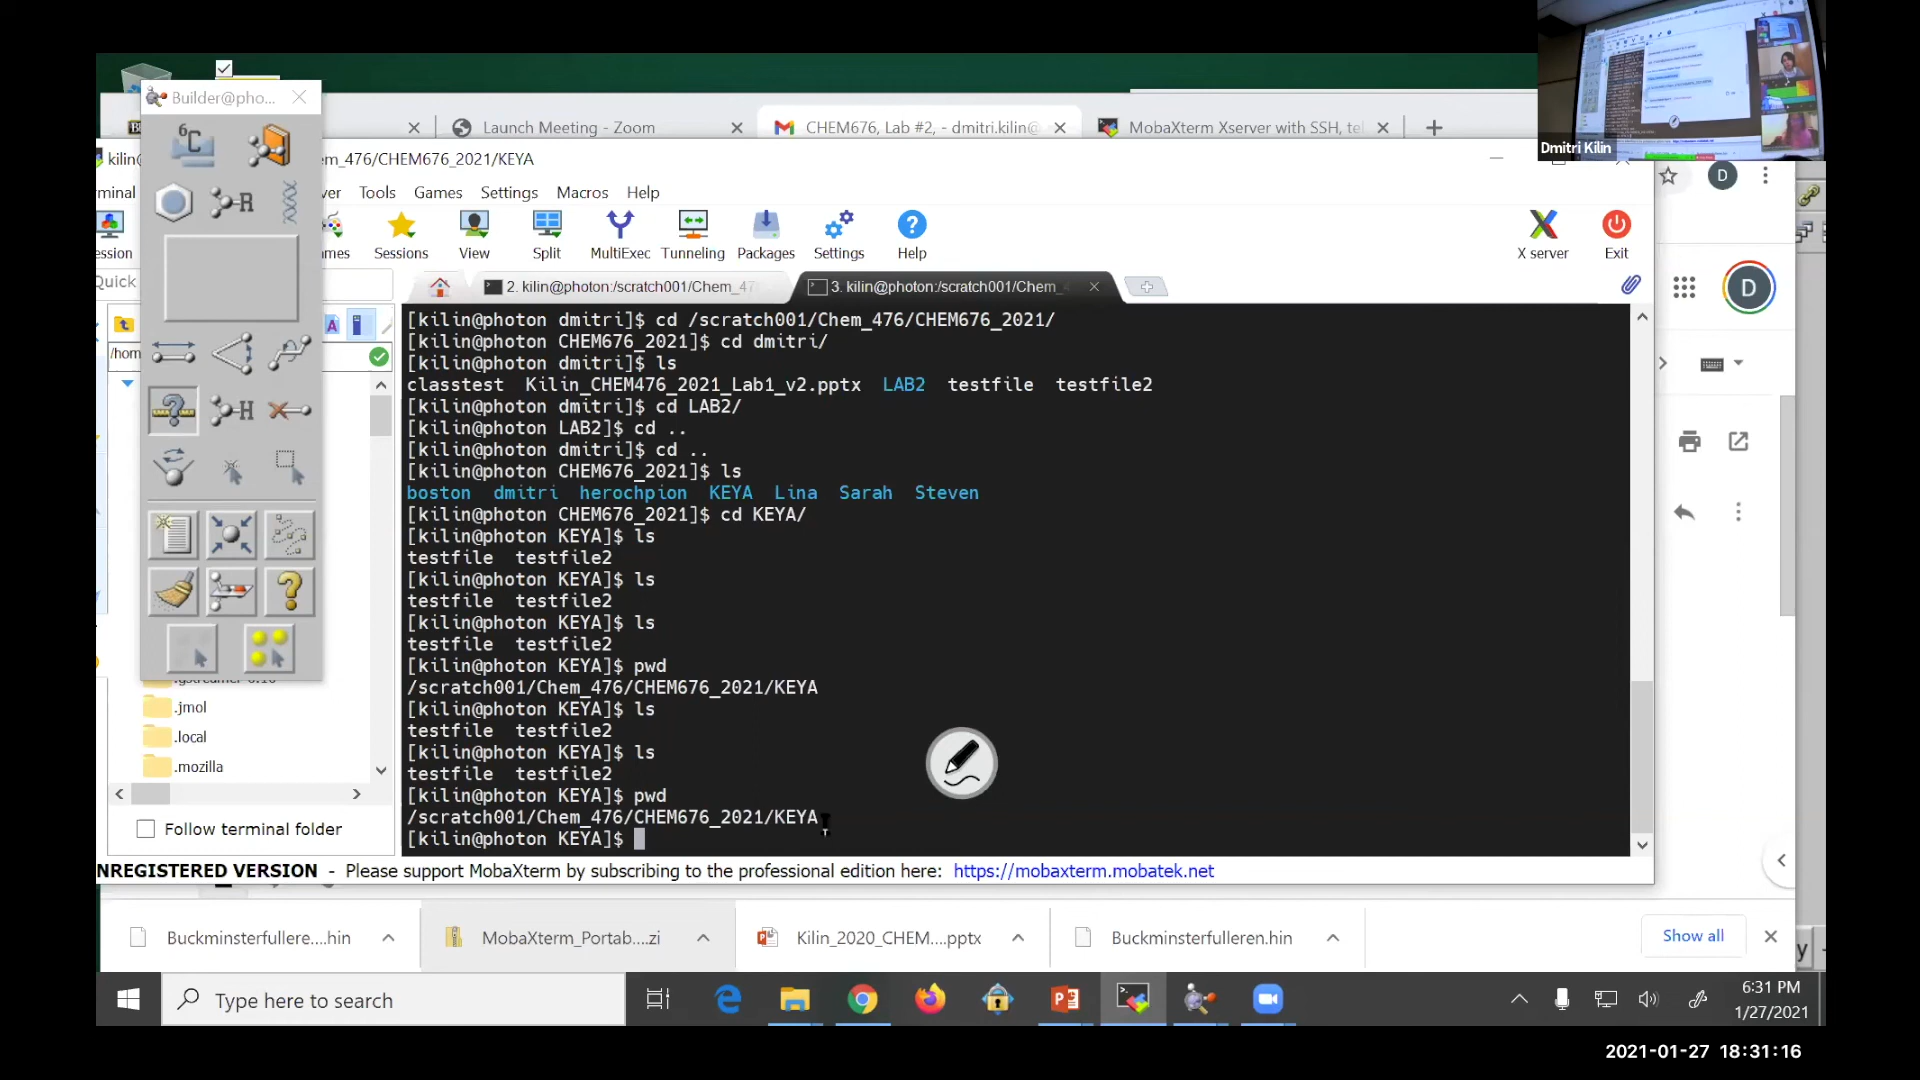 Builder@pho...
Launch Meeting - Zoom
CHEM676, Lab #2, - dmitri.kilin@
MobaXterm Xserver with SSH, tel
Dmitri Kilin
kilin@
m_476/CHEM676_2021/KEYA
minal
ver
Tools
Games
Settings
Macros
Help
6C
R
ession
mes
Sessions
View
Split
MultiExec
Tunneling
Packages
Settings
Help
X server
Exit
D
D
Quick
2. kilin@photon:/scratch001/Chem_47
3. kilin@photon:/scratch001/Chem_4
/hom
H
[kilin@photon dmitri]$ cd /scratch001/Chem_476/CHEM676_2021/
[kilin@photon CHEM676_2021]$ cd dmitri/
[kilin@photon dmitri]$ ls
classtest  Kilin_CHEM476_2021_Lab1_v2.pptx  LAB2  testfile  testfile2
[kilin@photon dmitri]$ cd LAB2/
[kilin@photon LAB2]$ cd ..
[kilin@photon dmitri]$ cd ..
[kilin@photon CHEM676_2021]$ ls
boston  dmitri  herochpion  KEYA  Lina  Sarah  Steven
[kilin@photon CHEM676_2021]$ cd KEYA/
[kilin@photon KEYA]$ ls
testfile  testfile2
[kilin@photon KEYA]$ ls
testfile  testfile2
[kilin@photon KEYA]$ ls
testfile  testfile2
[kilin@photon KEYA]$ pwd
/scratch001/Chem_476/CHEM676_2021/KEYA
[kilin@photon KEYA]$ ls
testfile  testfile2
[kilin@photon KEYA]$ ls
testfile  testfile2
[kilin@photon KEYA]$ pwd
/scratch001/Chem_476/CHEM676_2021/KEYA
[kilin@photon KEYA]$
.jmol
.local
.mozilla
Follow terminal folder
NREGISTERED VERSION - Please support MobaXterm by subscribing to the professional edition here: https://mobaxterm.mobatek.net
Buckminsterfullere....hin
MobaXterm_Portab....zi
Kilin_2020_CHEM....pptx
Buckminsterfulleren.hin
Show all
Type here to search
6:31 PM
1/27/2021
2021-01-27 18:31:16